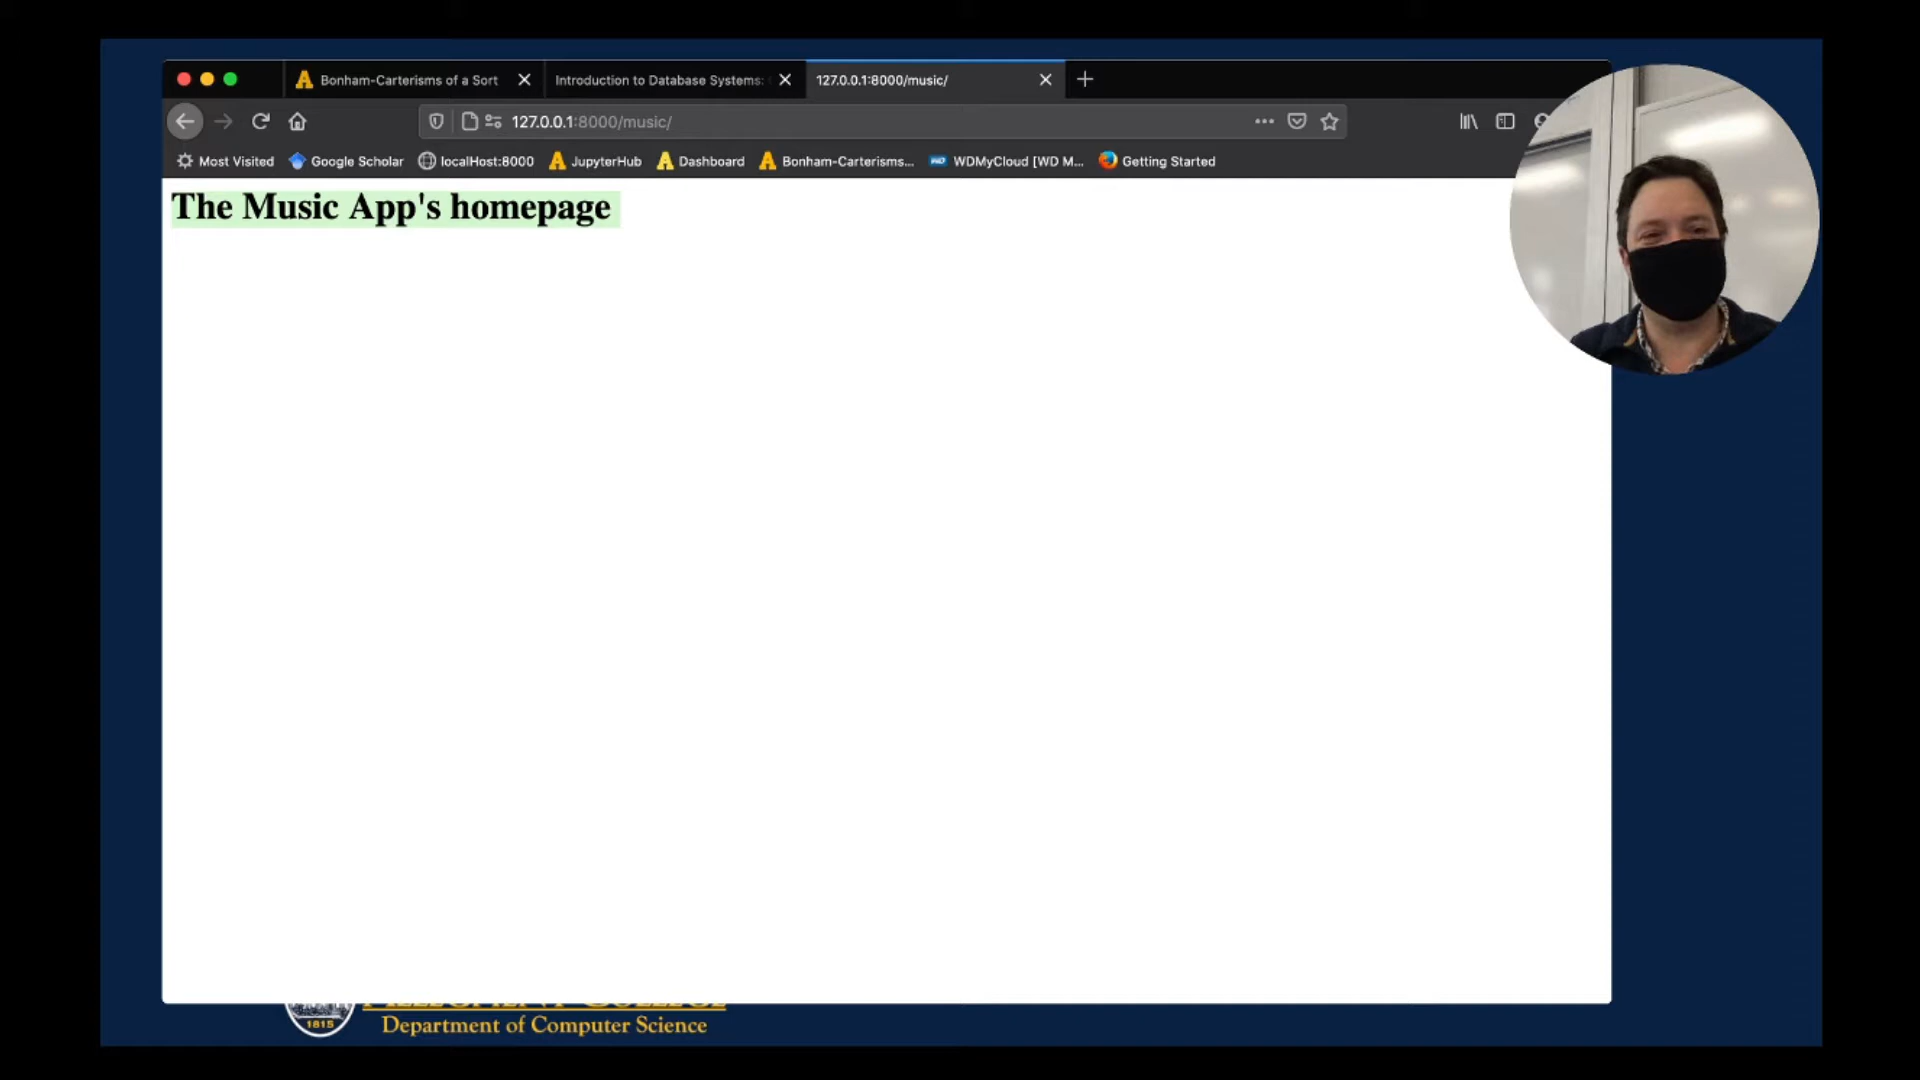 Bonham-Carterisms of a Sort
Introduction to Database Systems:
127.0.0.1:8000/music/
127.0.0.1:8000/music/
Most Visited
Google Scholar
localHost:8000
JupyterHub
Dashboard
Bonham-Carterisms...
WDMyCloud [WD M...
Getting Started
The Music App's homepage
1815
Department of Computer Science